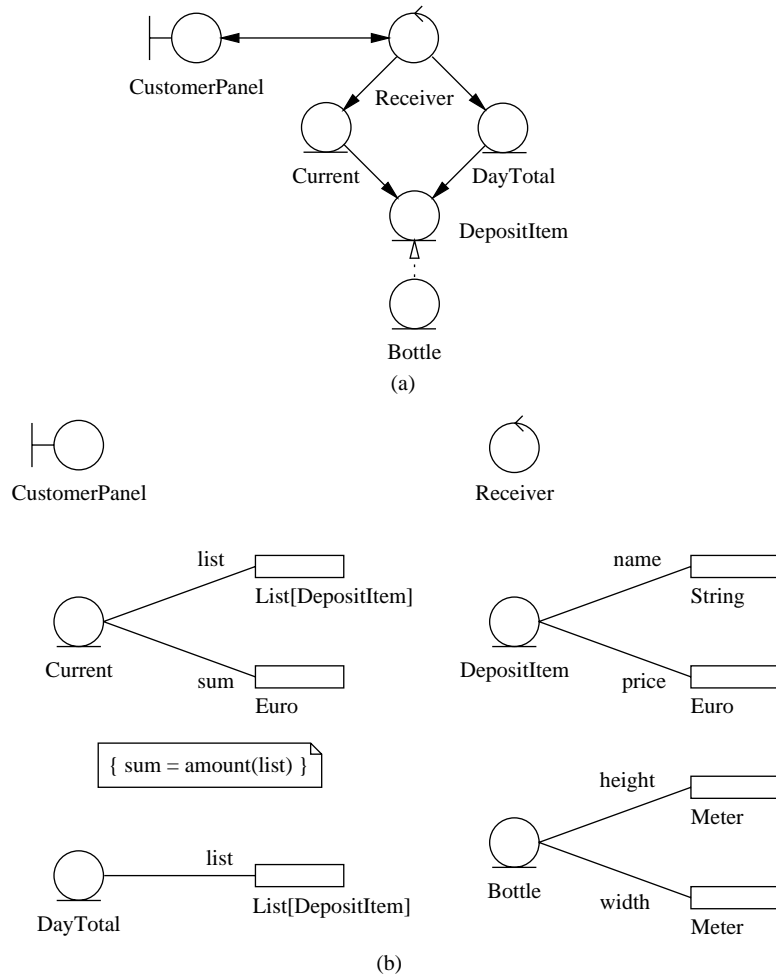 CustomerPanel
Receiver
Current
DayTotal
DepositItem
Bottle
(a)
CustomerPanel
Receiver
list
List[DepositItem]
Current
sum
Euro
name
String
DepositItem
price
Euro
{ sum = amount(list) }
height
Meter
Bottle
width
Meter
list
DayTotal
List[DepositItem]
(b)